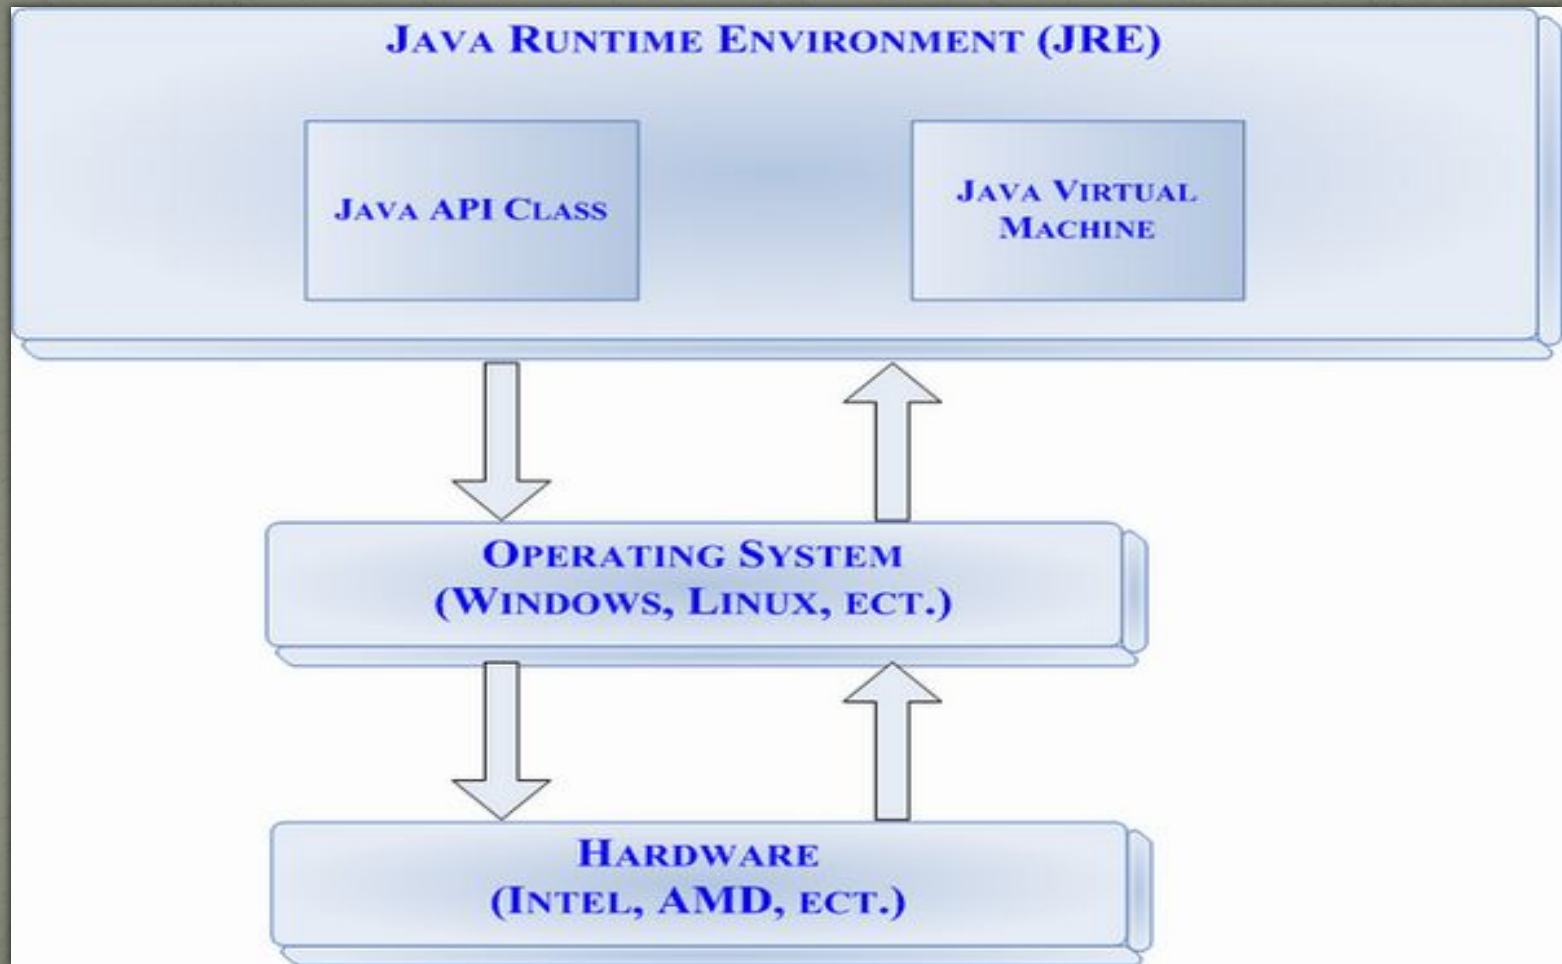 JAVA RUNTIME ENVIRONMENT (JRE)
JAVA API CLASS
JAVA VIRTUAL
MACHINE
OPERATING SYSTEM
(WINDOWS, LINUX, ECT.)
HARDWARE
(INTEL, AMD, ECT.)